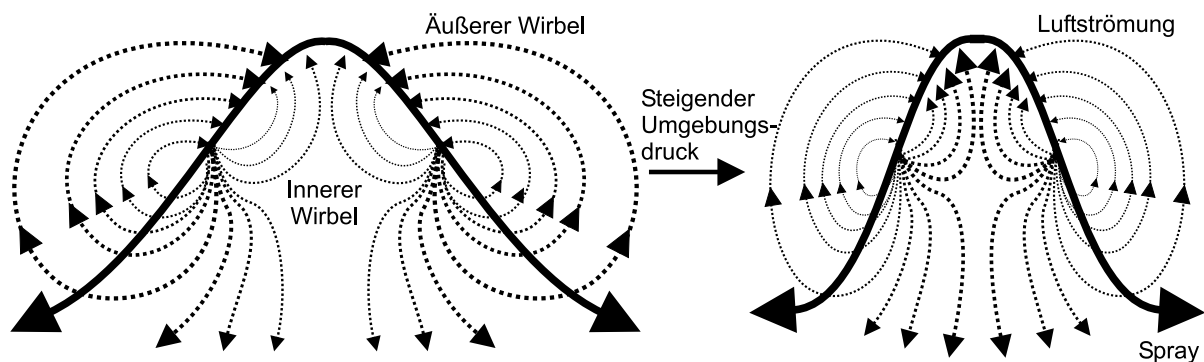 Äußerer Wirbel
Innerer
Wirbel
Steigender
Umgebungs-
druck
Luftströmung
Spray